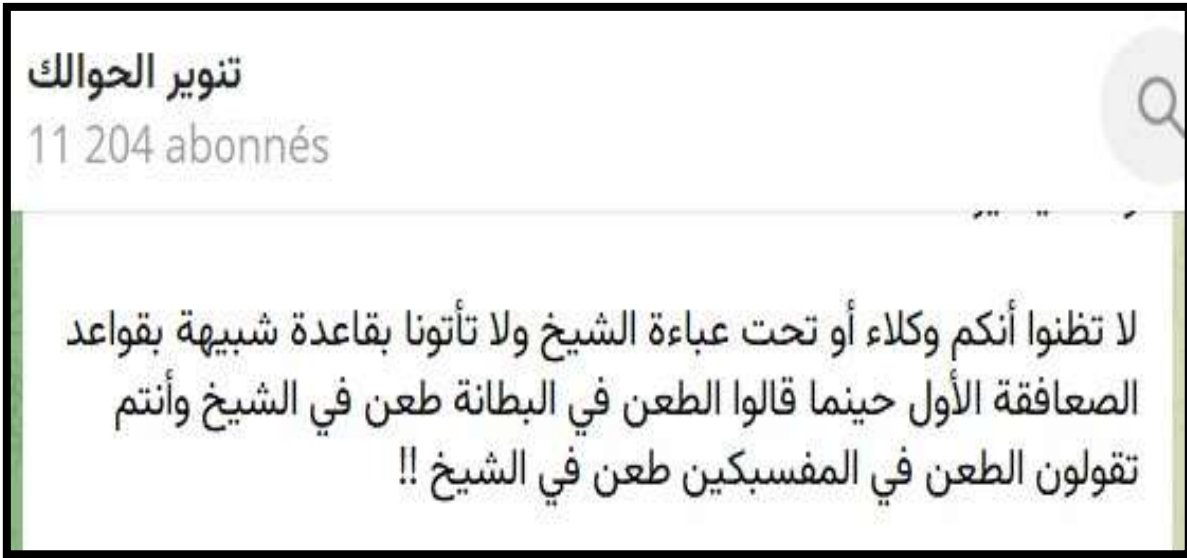 تنوير الحوالك
11 204 abonnés
لا تظنوا أنكم وكلاء أو تحت عباءة الشيخ ولا تأتونا بقاعدة شبيهة بقواعد
الصعافقة الأول حينما قالوا الطعن في البطانة طعن في الشيخ وأنتم
تقولون الطعن في المفسبكين طعن في الشيخ !!